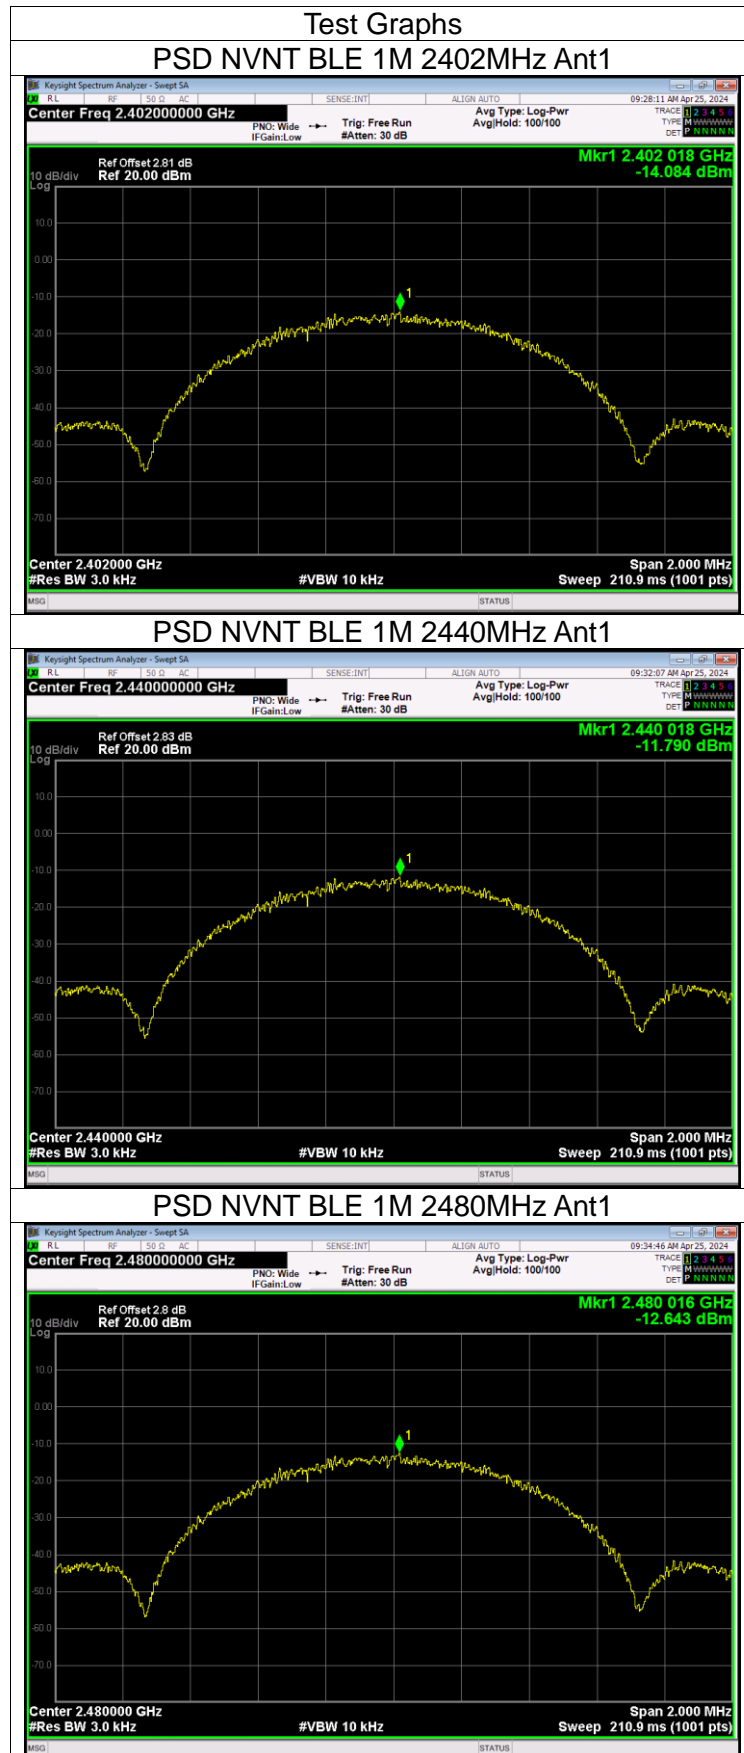 Test Graphs
PSD NVNT BLE 1M 2402MHz Ant1
Keysight Spectrum Analyzer - Swept SA
RL RF 50 Ω AC SENSE:INT ALIGN AUTO 09:28:11 AM Apr 25, 2024
Center Freq 2.402000000 GHz Avg Type: Log-Pwr TRACE 1 2 3 4 5 6
PNO: Wide Trig: Free Run Avg|Hold: 100/100 TYPE M WWWWW
IFGain:Low #Atten: 30 dB DET P N N N N N
Mkr1 2.402 018 GHz
Ref Offset 2.81 dB
10 dB/div Ref 20.00 dBm -14.084 dBm
Log
10.0
0.00
-10.0
1
-20.0
-30.0
-40.0
-50.0
-60.0
-70.0
Center 2.402000 GHz Span 2.000 MHz
#Res BW 3.0 kHz #VBW 10 kHz Sweep 210.9 ms (1001 pts)
MSG STATUS
PSD NVNT BLE 1M 2440MHz Ant1
Keysight Spectrum Analyzer - Swept SA
RL RF 50 Ω AC SENSE:INT ALIGN AUTO 09:32:07 AM Apr 25, 2024
Center Freq 2.440000000 GHz Avg Type: Log-Pwr TRACE 1 2 3 4 5 6
PNO: Wide Trig: Free Run Avg|Hold: 100/100 TYPE M WWWWW
IFGain:Low #Atten: 30 dB DET P N N N N N
Mkr1 2.440 018 GHz
Ref Offset 2.83 dB
10 dB/div Ref 20.00 dBm -11.790 dBm
Log
10.0
0.00
1
-10.0
-20.0
-30.0
-40.0
-50.0
-60.0
-70.0
Center 2.440000 GHz Span 2.000 MHz
#Res BW 3.0 kHz #VBW 10 kHz Sweep 210.9 ms (1001 pts)
MSG STATUS
PSD NVNT BLE 1M 2480MHz Ant1
Keysight Spectrum Analyzer - Swept SA
RL RF 50 Ω AC SENSE:INT ALIGN AUTO 09:34:46 AM Apr 25, 2024
Center Freq 2.480000000 GHz Avg Type: Log-Pwr TRACE 1 2 3 4 5 6
PNO: Wide Trig: Free Run Avg|Hold: 100/100 TYPE M WWWWW
IFGain:Low #Atten: 30 dB DET P N N N N N
Mkr1 2.480 016 GHz
Ref Offset 2.8 dB
10 dB/div Ref 20.00 dBm -12.643 dBm
Log
10.0
0.00
1
-10.0
-20.0
-30.0
-40.0
-50.0
-60.0
-70.0
Center 2.480000 GHz Span 2.000 MHz
#Res BW 3.0 kHz #VBW 10 kHz Sweep 210.9 ms (1001 pts)
MSG STATUS